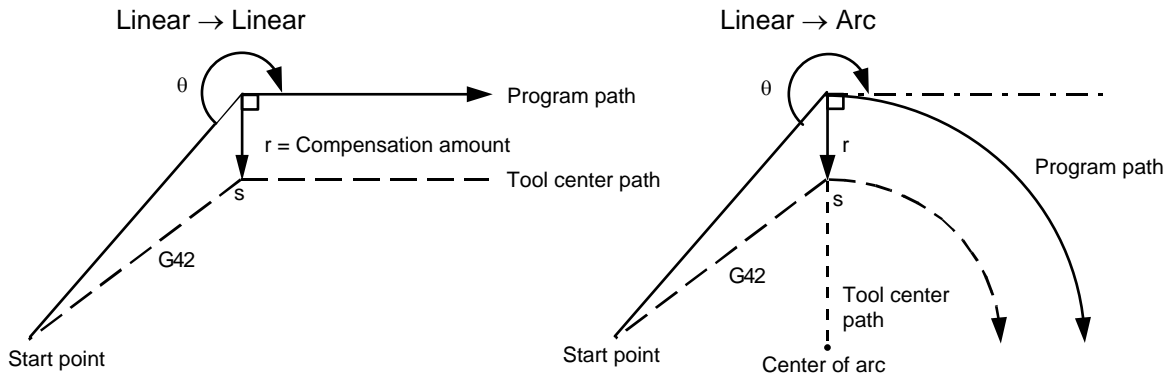 Linear → Linear
θ
Program path
r = Compensation amount
Tool center path
s
G42
Start point
Linear → Arc
θ
r
Program path
s
G42
Tool center
path
Start point
Center of arc